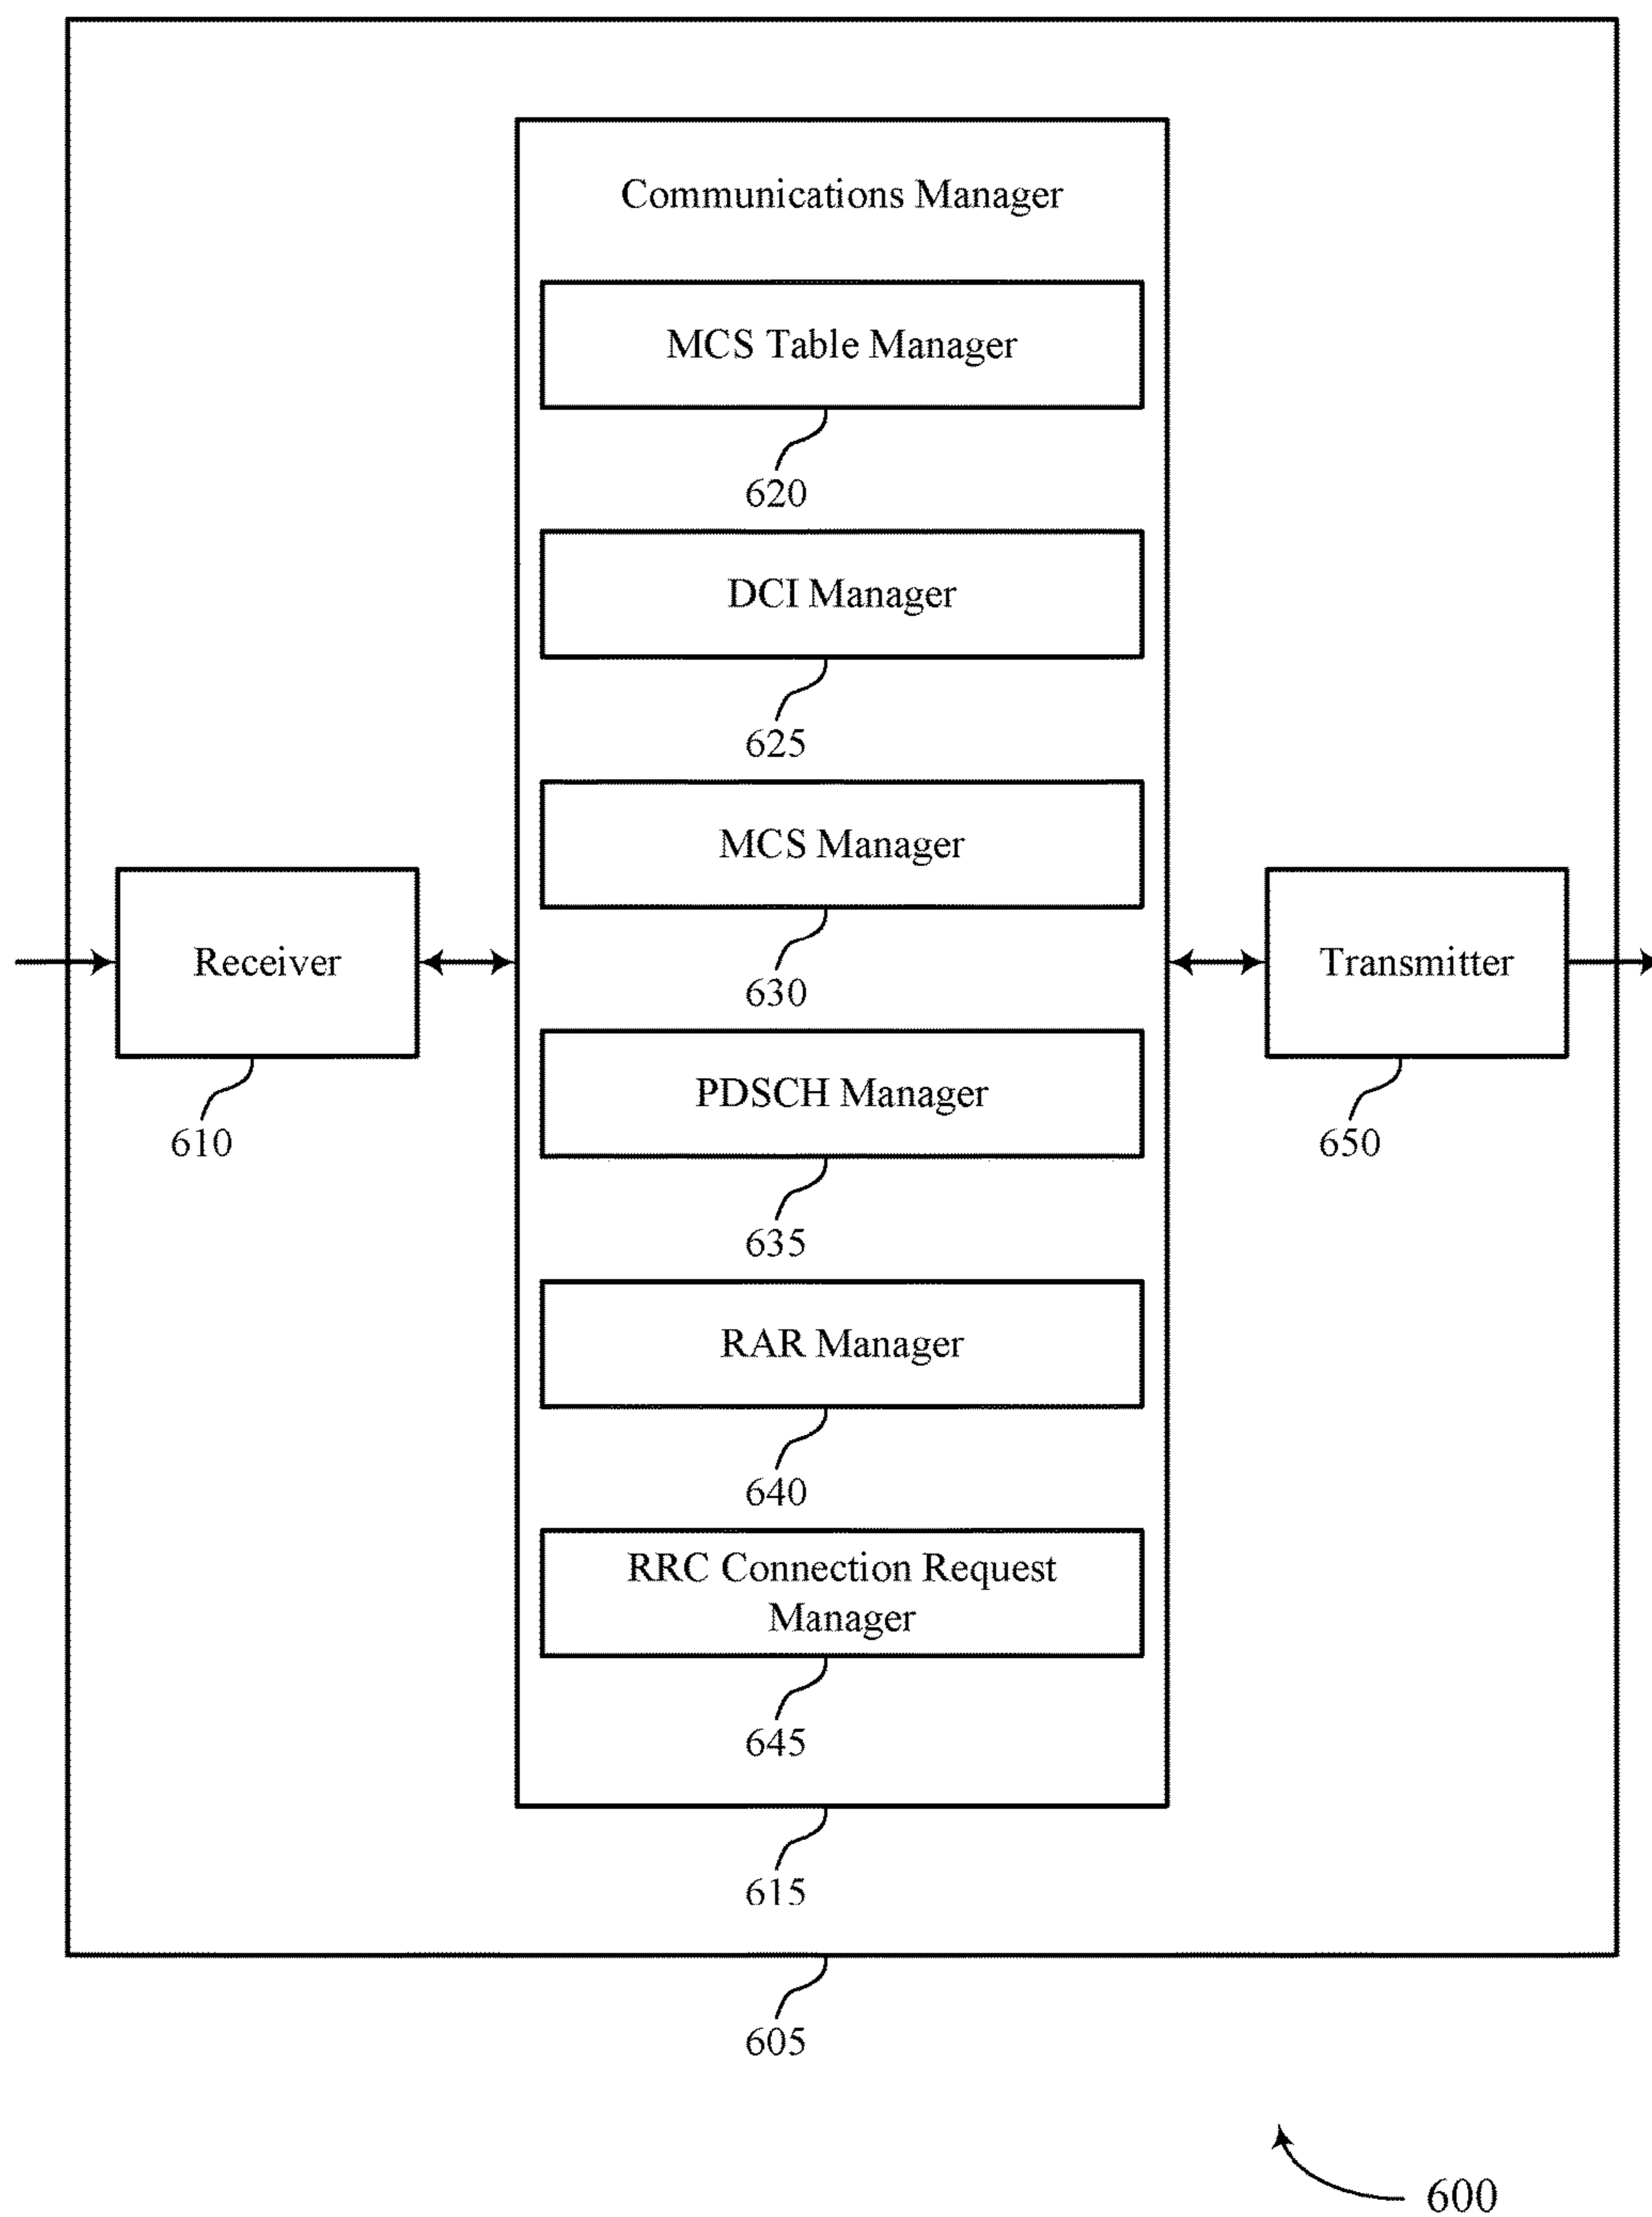 Communications Manager
MCS Table Manager
620
DCI Manager
625
MCS Manager
630
Receiver
610
Transmitter
650
PDSCH Manager
635
RAR Manager
640
RRC Connection Request
Manager
645
615
605
600